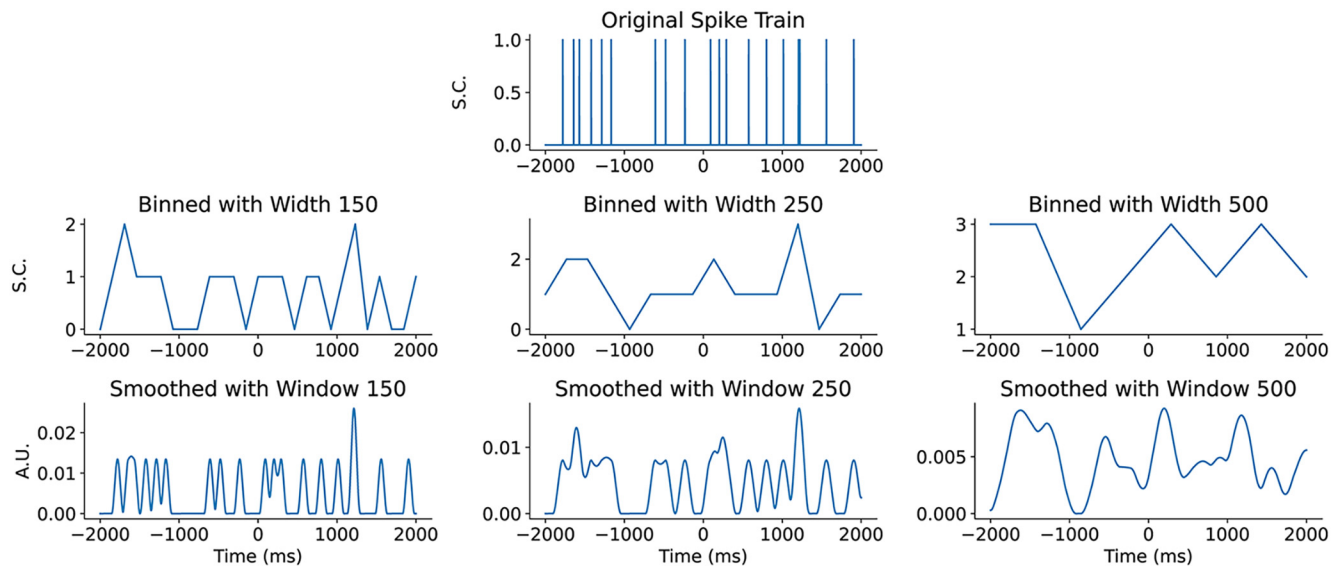 Original Spike Train
S.C.
1.0
0.5
0.0
−2000 −1000 0 1000 2000
Binned with Width 150
S.C.
2
1
0
−2000 −1000 0 1000 2000
Binned with Width 250
2
0
−2000 −1000 0 1000 2000
Binned with Width 500
3
2
1
−2000 −1000 0 1000 2000
Smoothed with Window 150
A.U.
0.02
0.01
0.00
−2000 −1000 0 1000 2000
Time (ms)
Smoothed with Window 250
0.01
0.00
−2000 −1000 0 1000 2000
Time (ms)
Smoothed with Window 500
0.005
0.000
−2000 −1000 0 1000 2000
Time (ms)